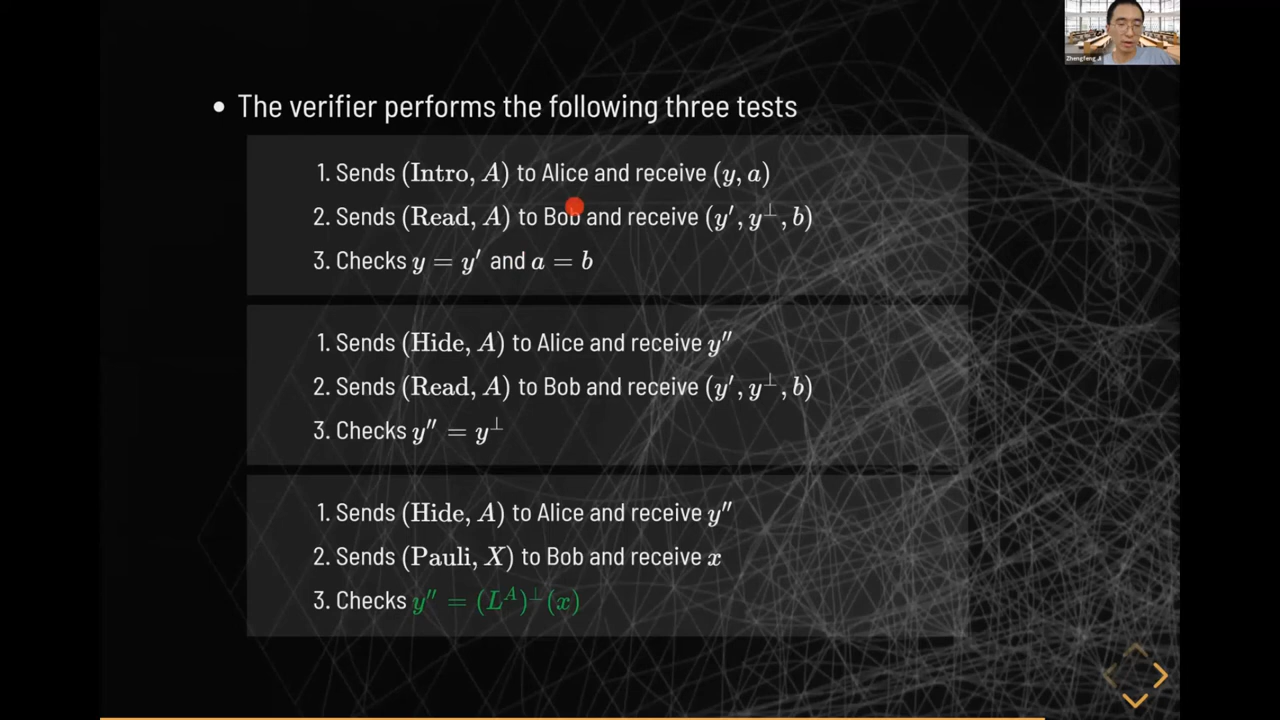 Zhengfeng Ji
• The verifier performs the following three tests
1. Sends (Intro, A) to Alice and receive (y, a)
2. Sends (Read, A) to Bob and receive (y′, y⊥, b)
3. Checks y = y′ and a = b
1. Sends (Hide, A) to Alice and receive y″
2. Sends (Read, A) to Bob and receive (y′, y⊥, b)
3. Checks y″ = y⊥
1. Sends (Hide, A) to Alice and receive y″
2. Sends (Pauli, X) to Bob and receive x
3. Checks y″ = (L^A)⊥(x)